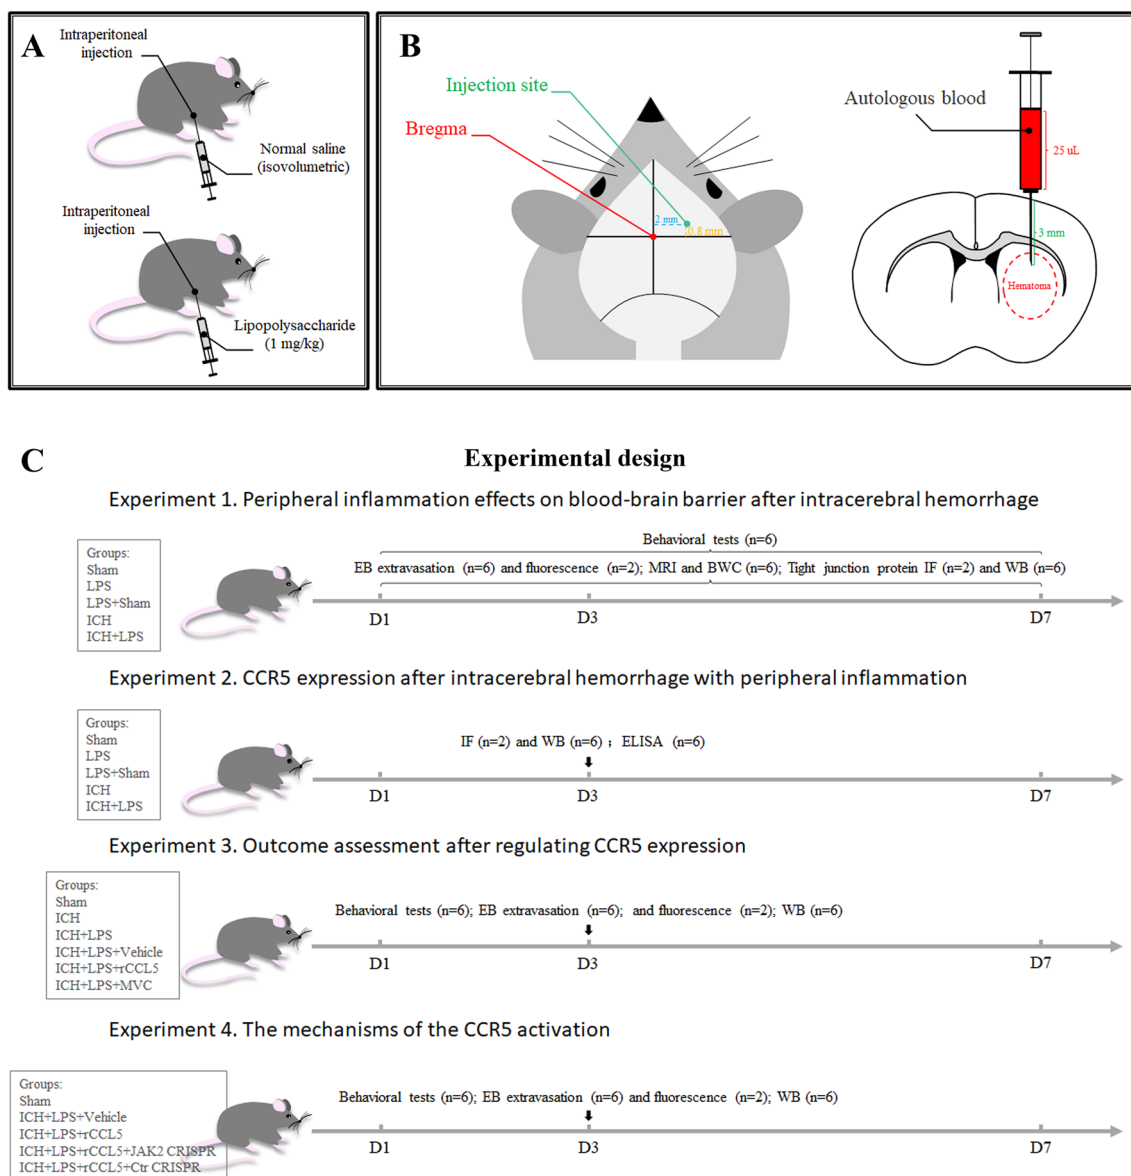 A
Intraperitoneal
injection
Normal saline
(isovolumetric)
Intraperitoneal
injection
Lipopolysaccharide
(1 mg/kg)
B
Injection site
Bregma
2 mm
0.8 mm
Autologous blood
25 uL
3 mm
Hematoma
C
Experimental design
Experiment 1. Peripheral inflammation effects on blood-brain barrier after intracerebral hemorrhage
Groups:
Sham
LPS
LPS+Sham
ICH
ICH+LPS
Behavioral tests (n=6)
EB extravasation (n=6) and fluorescence (n=2); MRI and BWC (n=6); Tight junction protein IF (n=2) and WB (n=6)
D1
D3
D7
Experiment 2. CCR5 expression after intracerebral hemorrhage with peripheral inflammation
Groups:
Sham
LPS
LPS+Sham
ICH
ICH+LPS
IF (n=2) and WB (n=6) ; ELISA (n=6)
D1
D3
D7
Experiment 3. Outcome assessment after regulating CCR5 expression
Groups:
Sham
ICH
ICH+LPS
ICH+LPS+Vehicle
ICH+LPS+rCCL5
ICH+LPS+MVC
Behavioral tests (n=6); EB extravasation (n=6); and fluorescence (n=2); WB (n=6)
D1
D3
D7
Experiment 4. The mechanisms of the CCR5 activation
Groups:
Sham
ICH+LPS+Vehicle
ICH+LPS+rCCL5
ICH+LPS+rCCL5+JAK2 CRISPR
ICH+LPS+rCCL5+Ctr CRISPR
Behavioral tests (n=6); EB extravasation (n=6) and fluorescence (n=2); WB (n=6)
D1
D3
D7